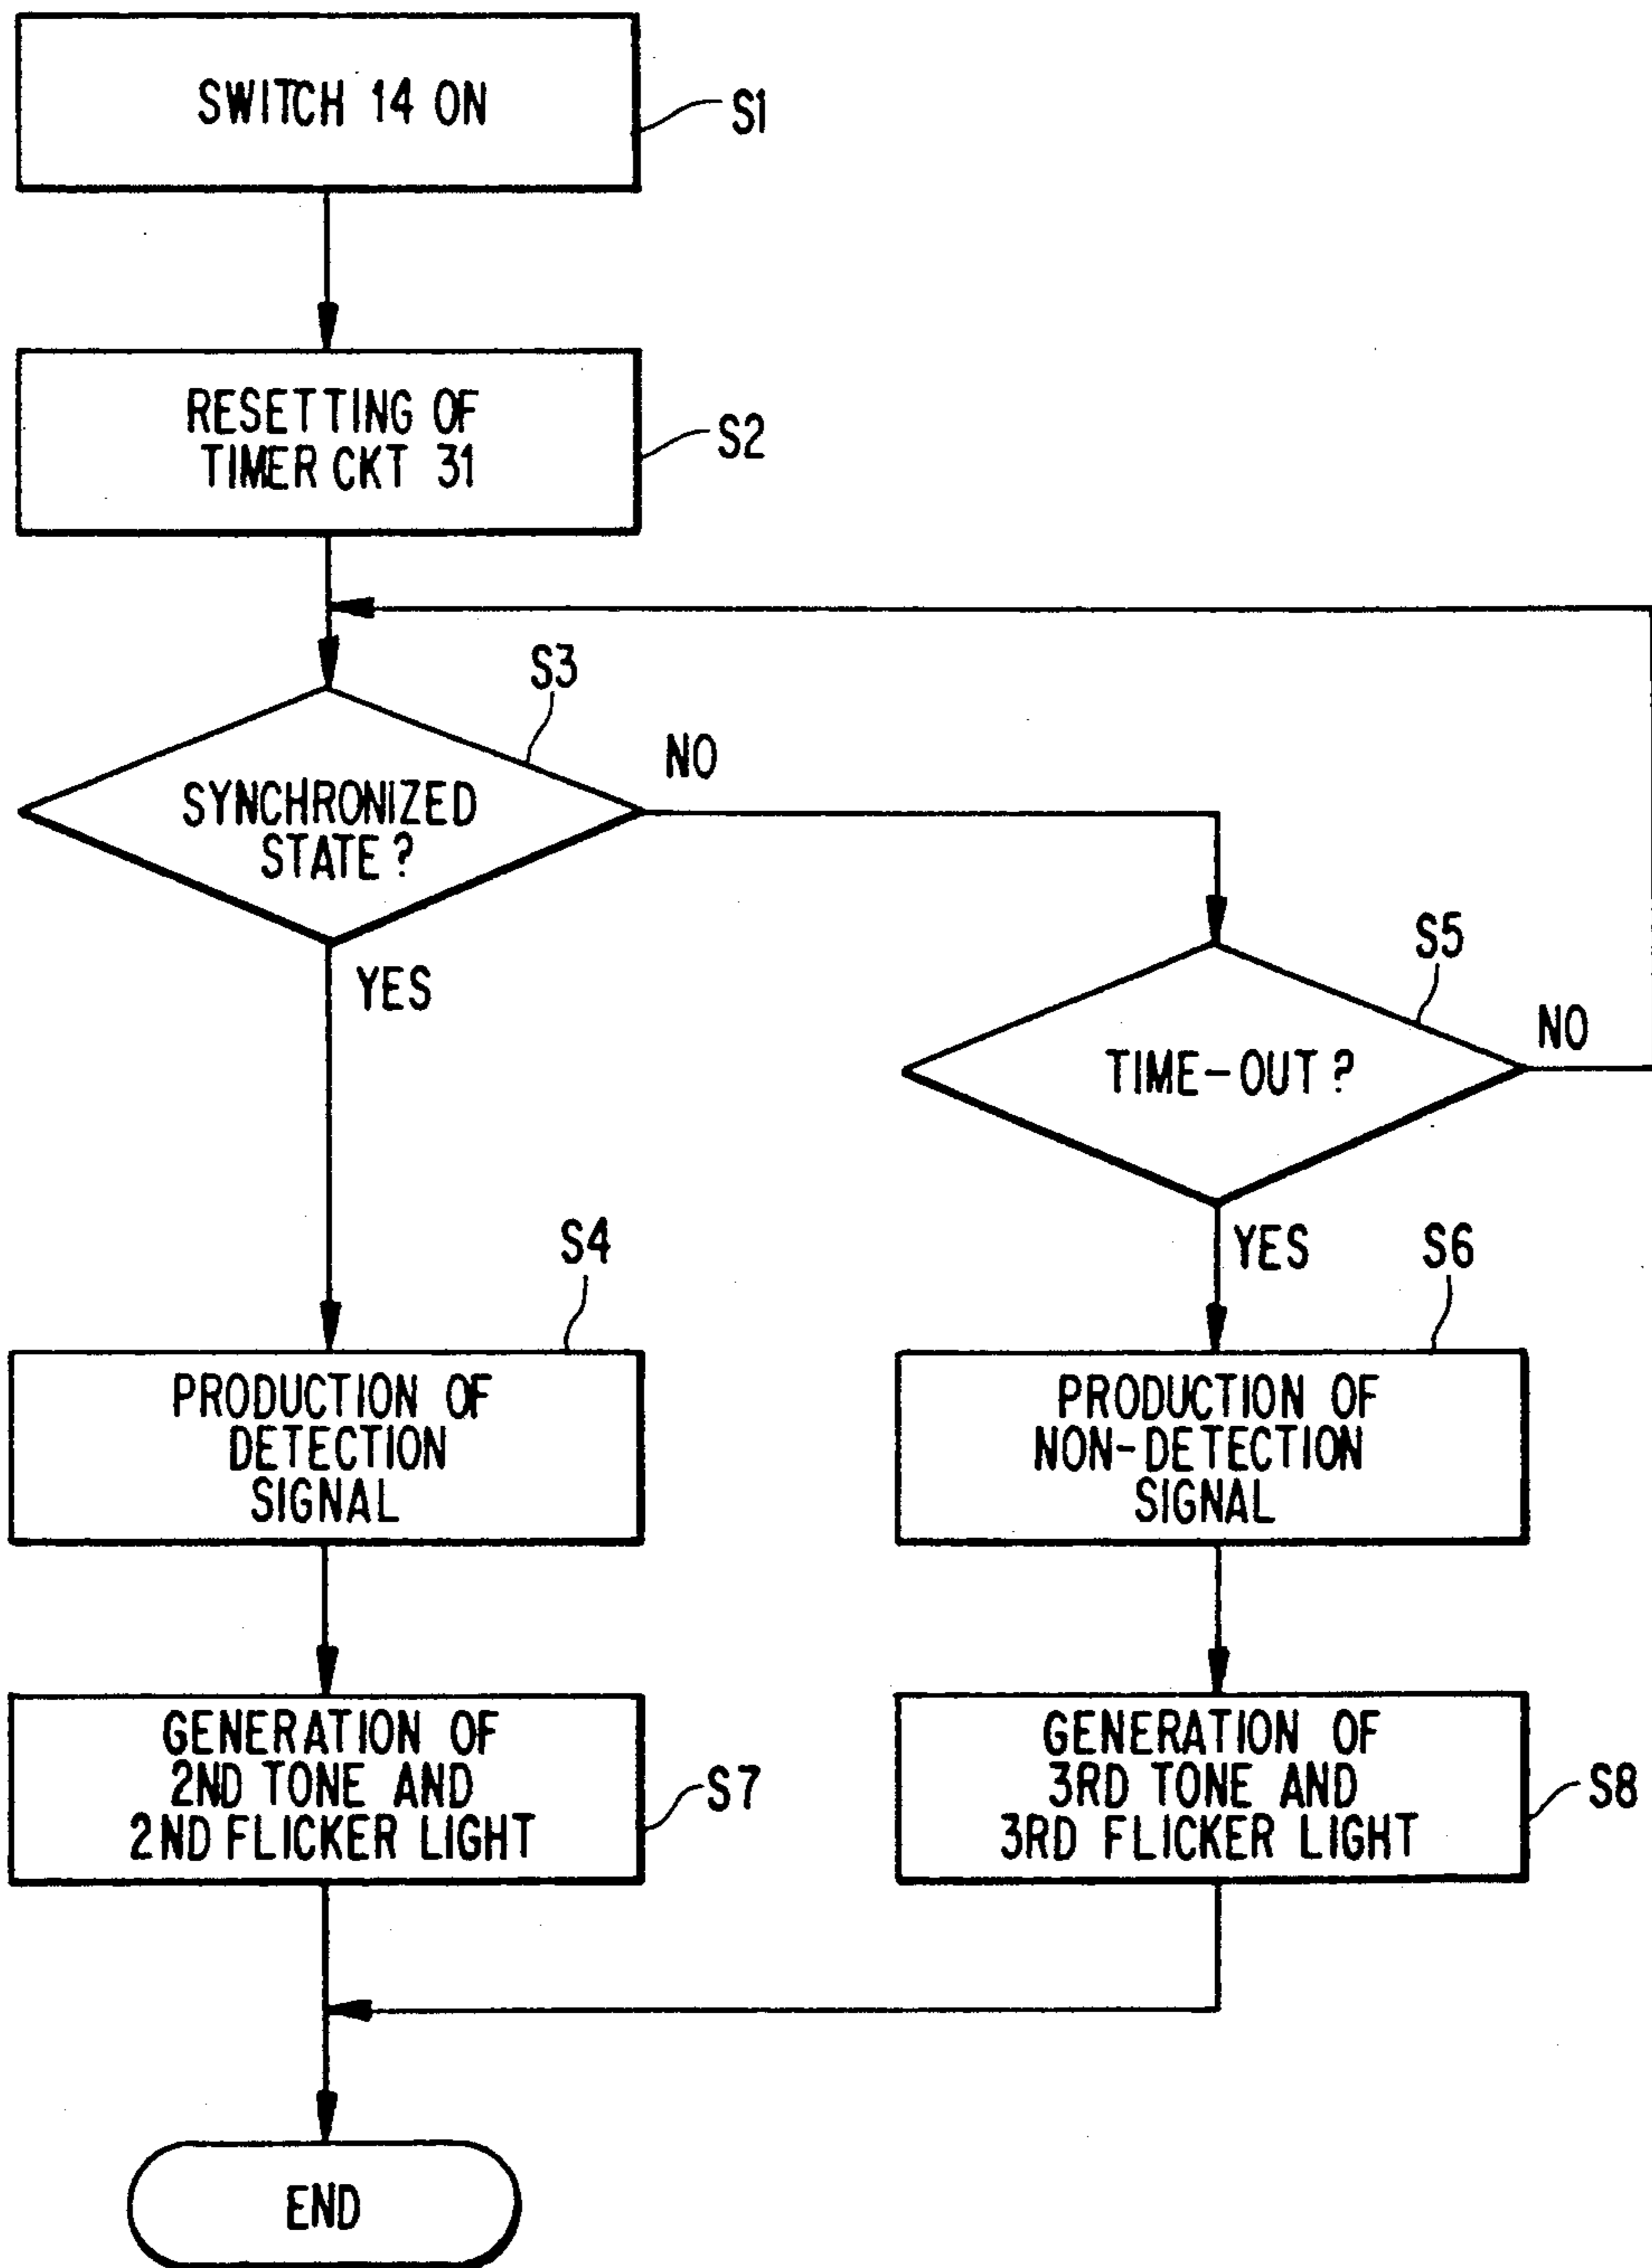 SWITCH 14 ON
S1
RESETTING OF
TIMER CKT 31
S2
S3
NO
SYNCHRONIZED
STATE?
YES
S5
NO
TIME-OUT?
YES
S4
S6
PRODUCTION OF
DETECTION
SIGNAL
PRODUCTION OF
NON-DETECTION
SIGNAL
GENERATION OF
2ND TONE AND
2ND FLICKER LIGHT
S7
GENERATION OF
3RD TONE AND
3RD FLICKER LIGHT
S8
END